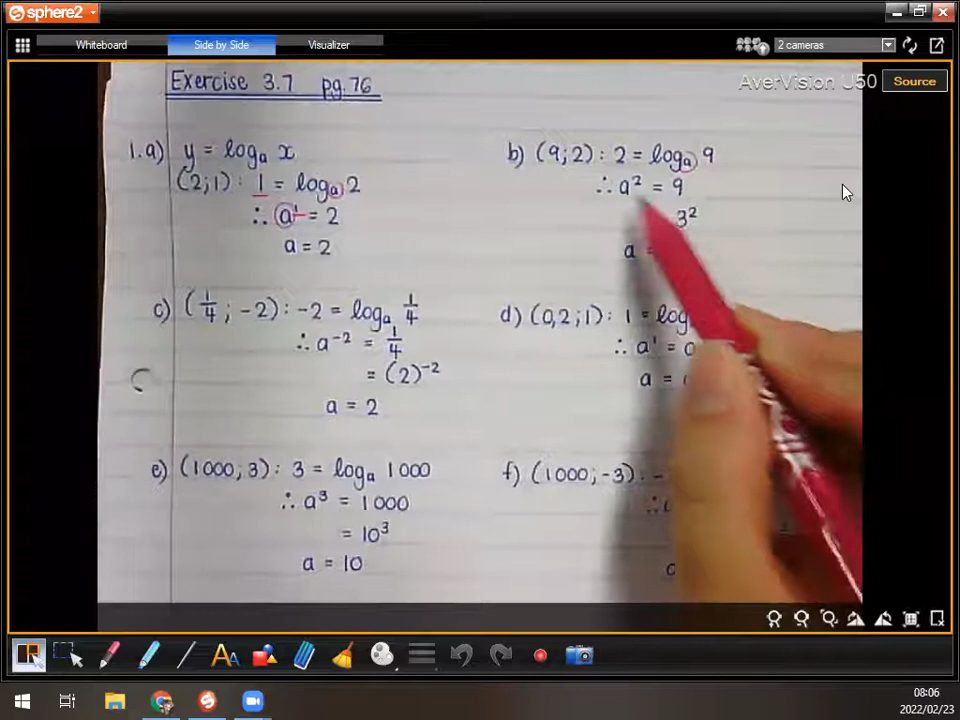 sphere2
Whiteboard
Side by Side
Visualizer
2 cameras
AverVision U50
Source
Exercise 3.7 pg.76
1.a) y = logₐ x
(2;1): 1 = logₐ 2
∴ a¹ = 2
a = 2
b) (9;2): 2 = logₐ 9
∴ a² = 9
3²
a =
c) (1/4 ; -2): -2 = logₐ 1/4
∴ a⁻² = 1/4
= (2)⁻²
a = 2
d) (0,2;1): 1 = log
∴ a¹ = 0
a =
e) (1000;3): 3 = logₐ 1000
∴ a³ = 1000
= 10³
a = 10
f) (1000;-3): -
∴
08:06
2022/02/23